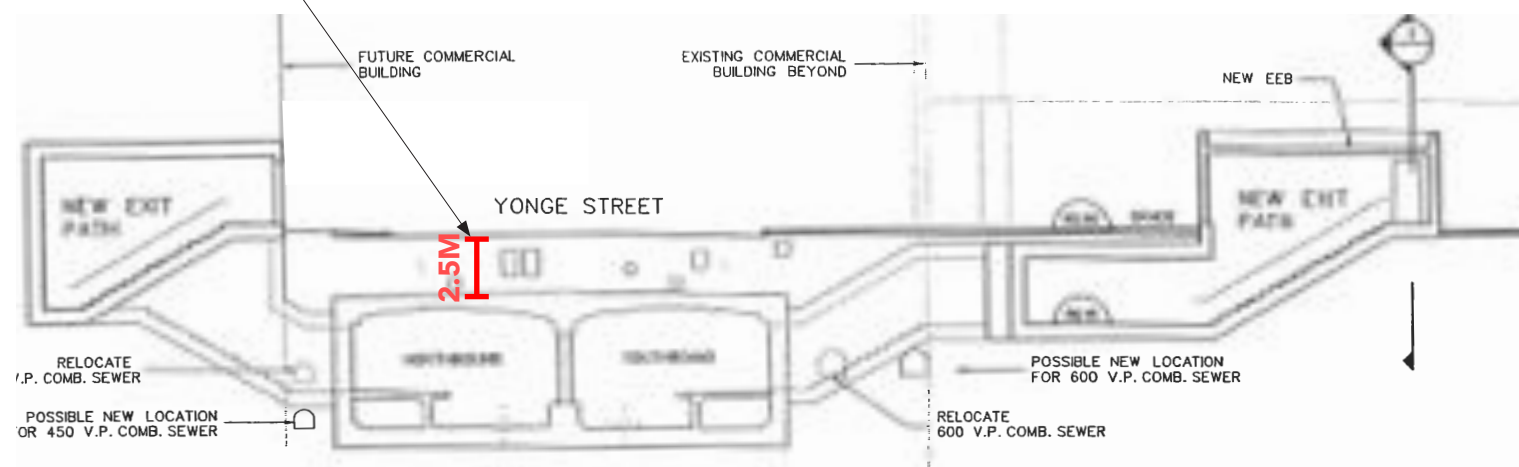 FUTURE COMMERCIAL
BUILDING
EXISTING COMMERCIAL
BUILDING BEYOND
NEW EEB
NEW EXIT
PATH
YONGE STREET
2.5M
NEW EXIT
PATH
NORTHBOUND
SOUTHBOUND
RELOCATE
V.P. COMB. SEWER
POSSIBLE NEW LOCATION
OR 450 V.P. COMB. SEWER
POSSIBLE NEW LOCATION
FOR 600 V.P. COMB. SEWER
RELOCATE
600 V.P. COMB. SEWER